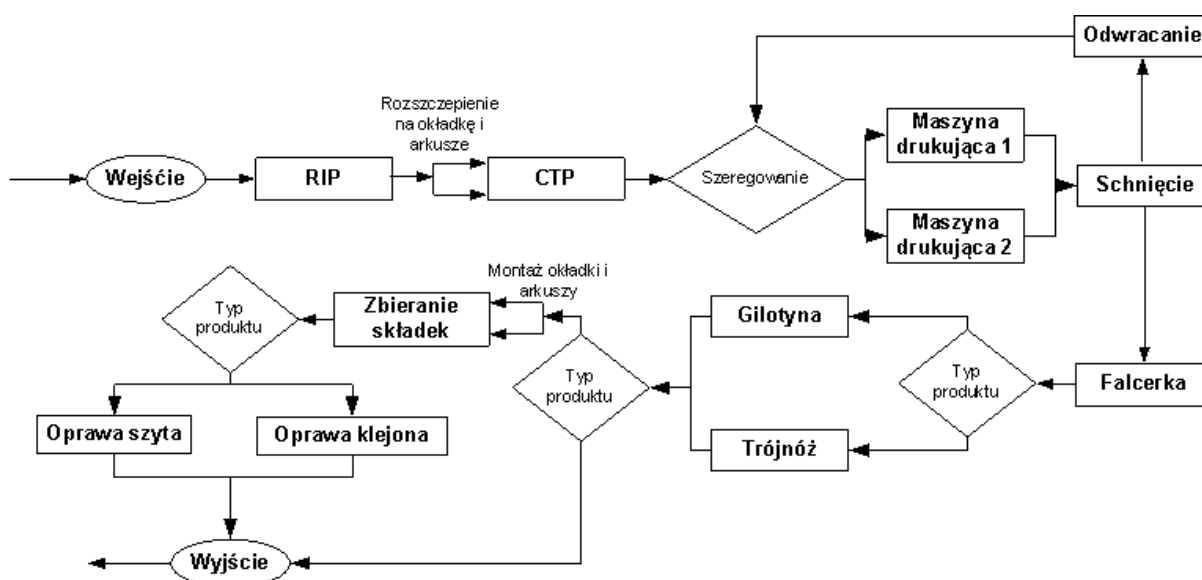 Odwracanie
Rozszczepienie
na okładkę i
arkusze
Maszyna
drukująca 1
Wejśćie
RIP
CTP
Szeregowanie
Schnięcie
Maszyna
drukująca 2
Montaż okładki i
arkuszy
Typ
produktu
Zbieranie
składek
Gilotyna
Typ
produktu
Typ
produktu
Falcerka
Oprawa szyta
Oprawa klejona
Trójnóż
Wyjście